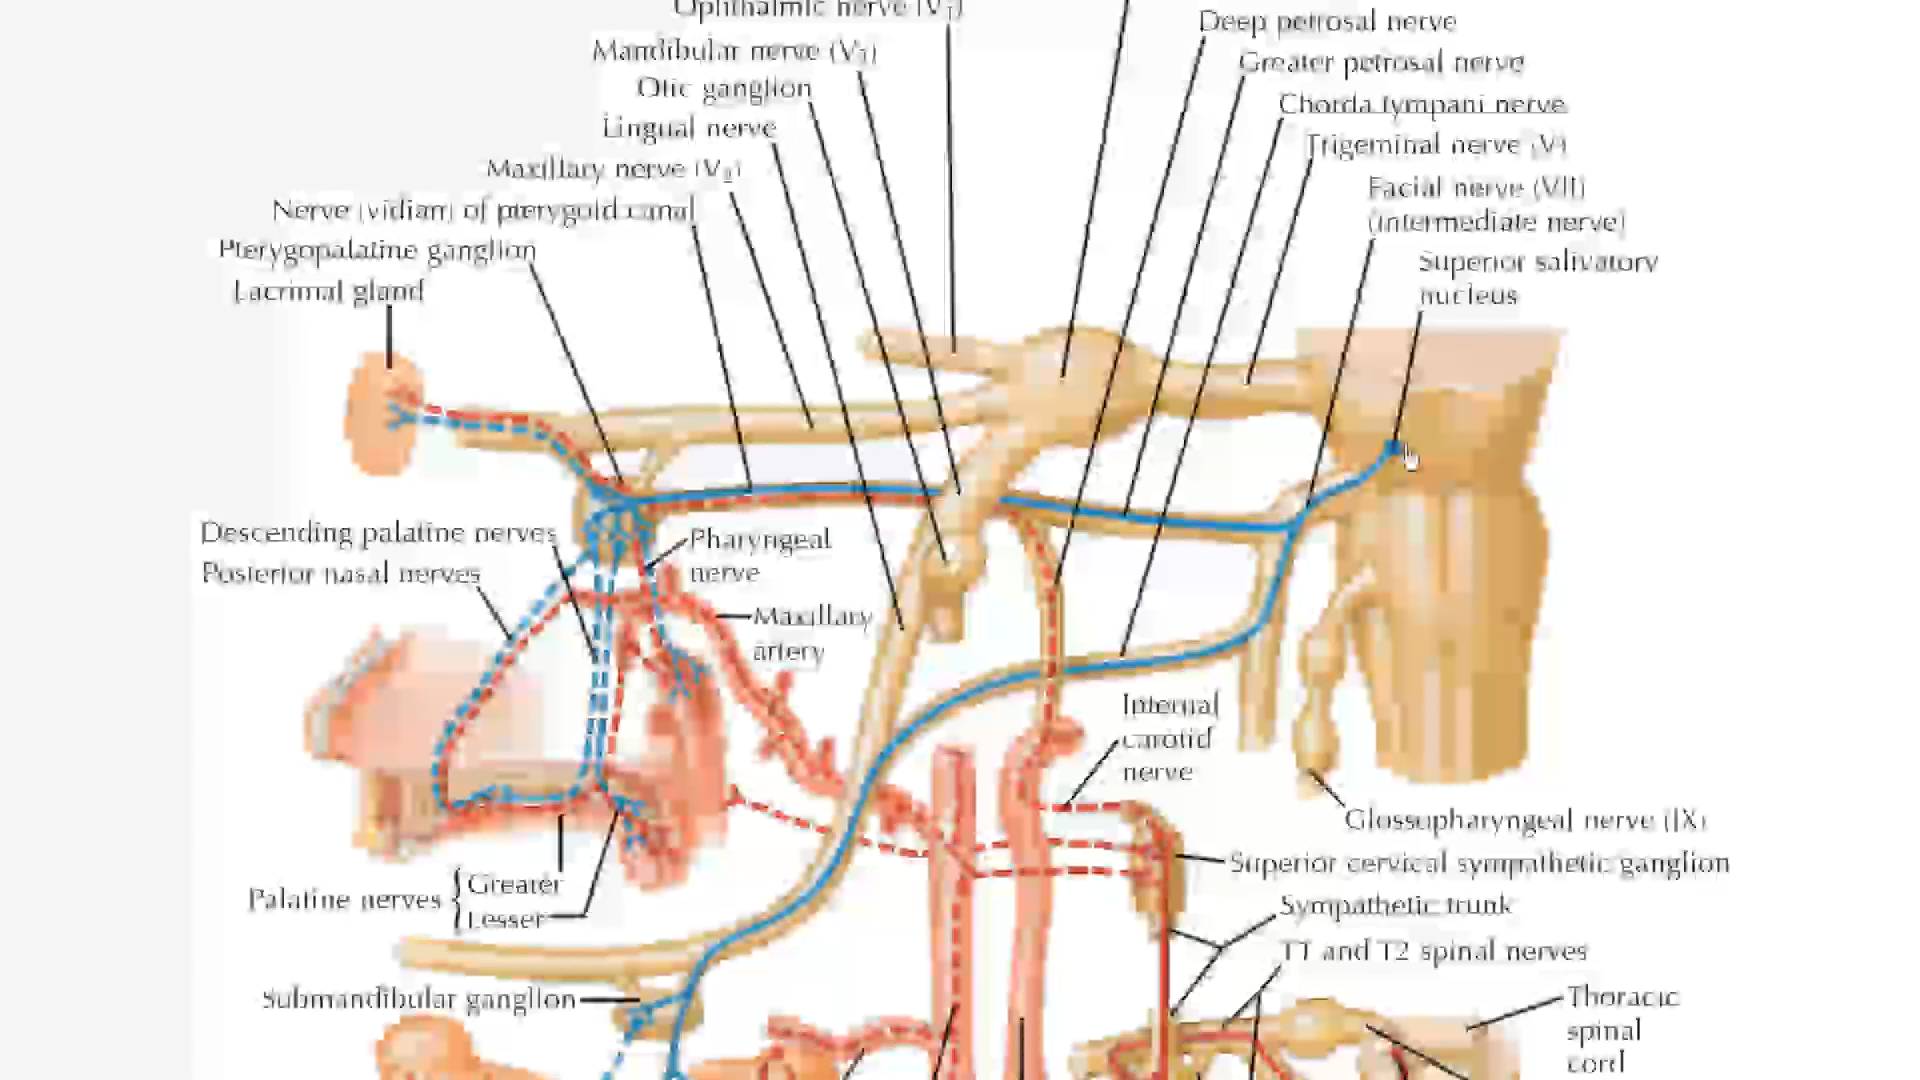 Ophthalmic nerve (V1)
Mandibular nerve (V3)
Otic ganglion
Lingual nerve
Maxillary nerve (V2)
Nerve (vidian) of pterygoid canal
Pterygopalatine ganglion
Lacrimal gland
Deep petrosal nerve
Greater petrosal nerve
Chorda tympani nerve
Trigeminal nerve (V)
Facial nerve (VII)
(intermediate nerve)
Superior salivatory
nucleus
Descending palatine nerves
Posterior nasal nerves
Pharyngeal
nerve
Maxillary
artery
Internal
carotid
nerve
Glossopharyngeal nerve (IX)
Superior cervical sympathetic ganglion
Palatine nerves
Greater
Lesser
Sympathetic trunk
T1 and T2 spinal nerves
Submandibular ganglion
Thoracic
spinal
cord